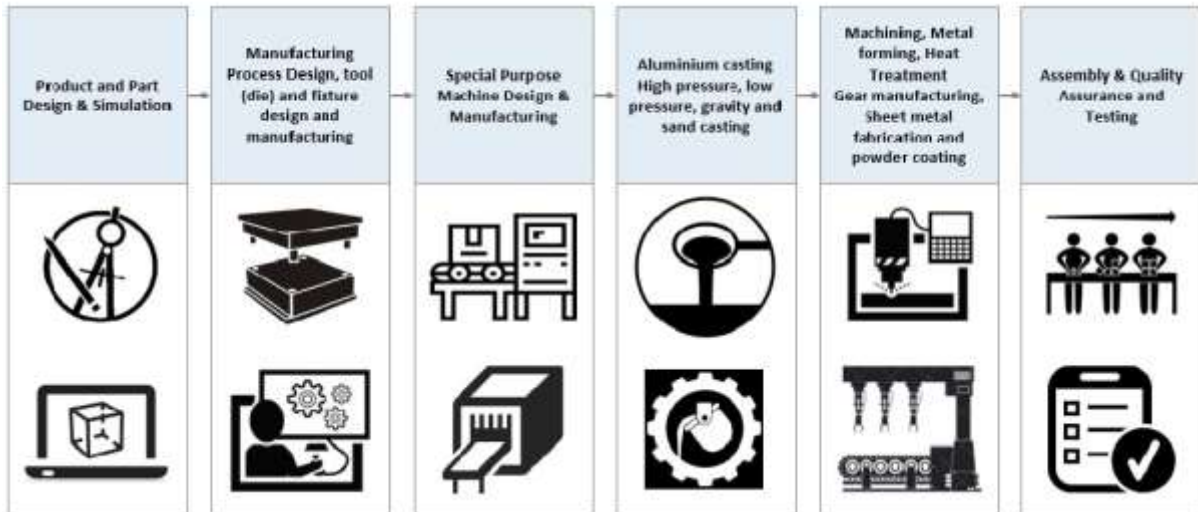 Product and Part
Design & Simulation
Manufacturing
Process Design, tool
(die) and fixture
design and
manufacturing
Special Purpose
Machine Design &
Manufacturing
Aluminium casting
High pressure, low
pressure, gravity and
sand casting
Machining, Metal
forming, Heat
Treatment
Gear manufacturing,
Sheet metal
fabrication and
powder coating
Assembly & Quality
Assurance and
Testing